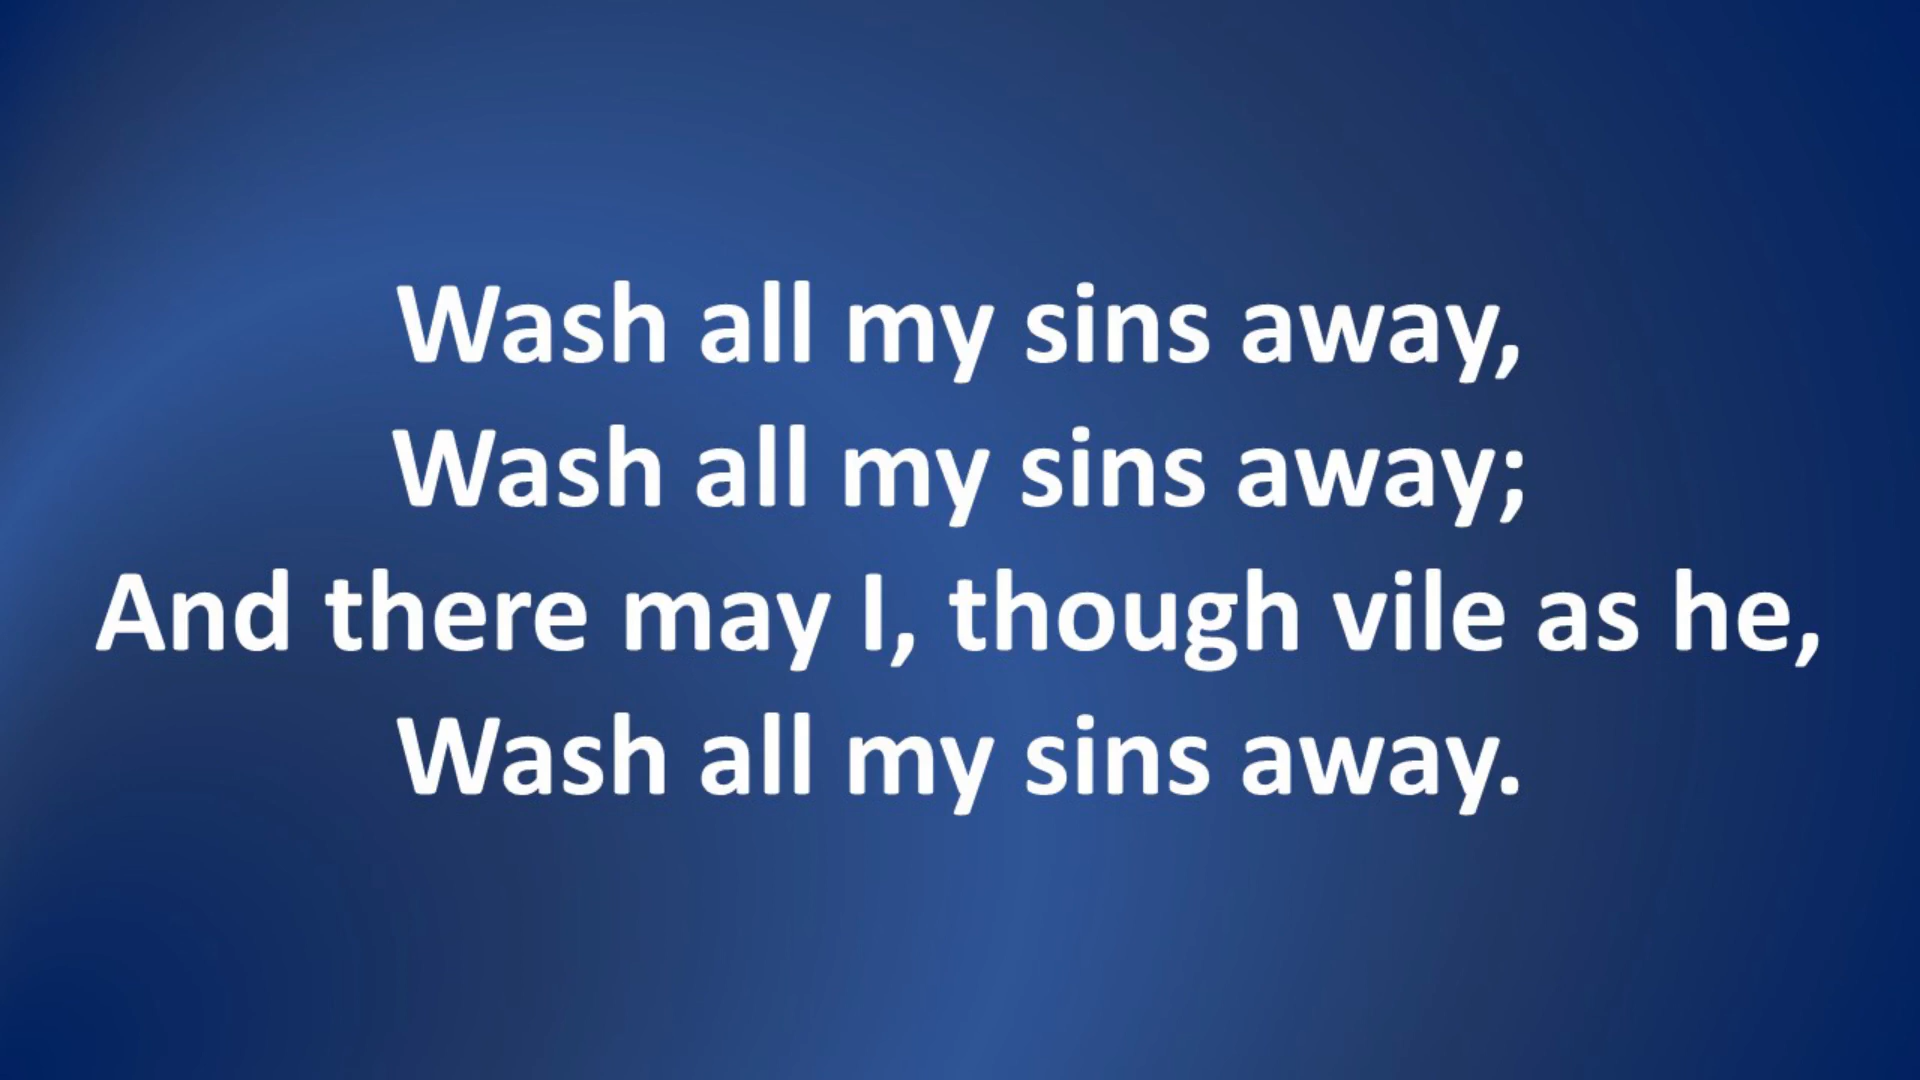 Wash all my sins away,
Wash all my sins away;
And there may I, though vile as he,
Wash all my sins away.